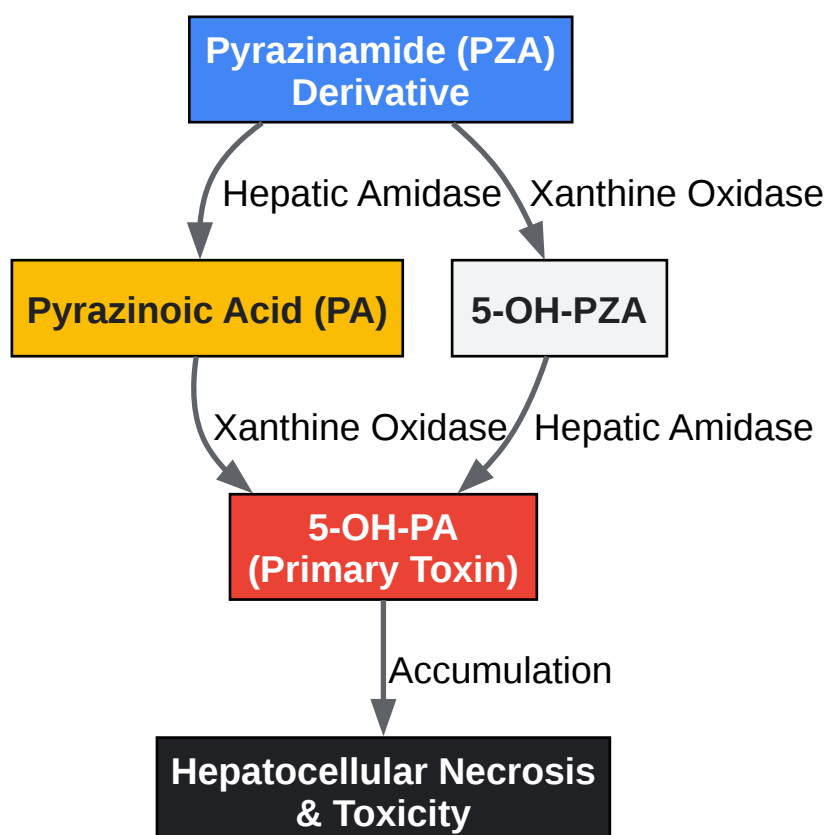 Pyrazinamide (PZA)
Derivative
Hepatic Amidase
Xanthine Oxidase
Pyrazinoic Acid (PA)
5-OH-PZA
Xanthine Oxidase
Hepatic Amidase
5-OH-PA
(Primary Toxin)
Accumulation
Hepatocellular Necrosis
& Toxicity